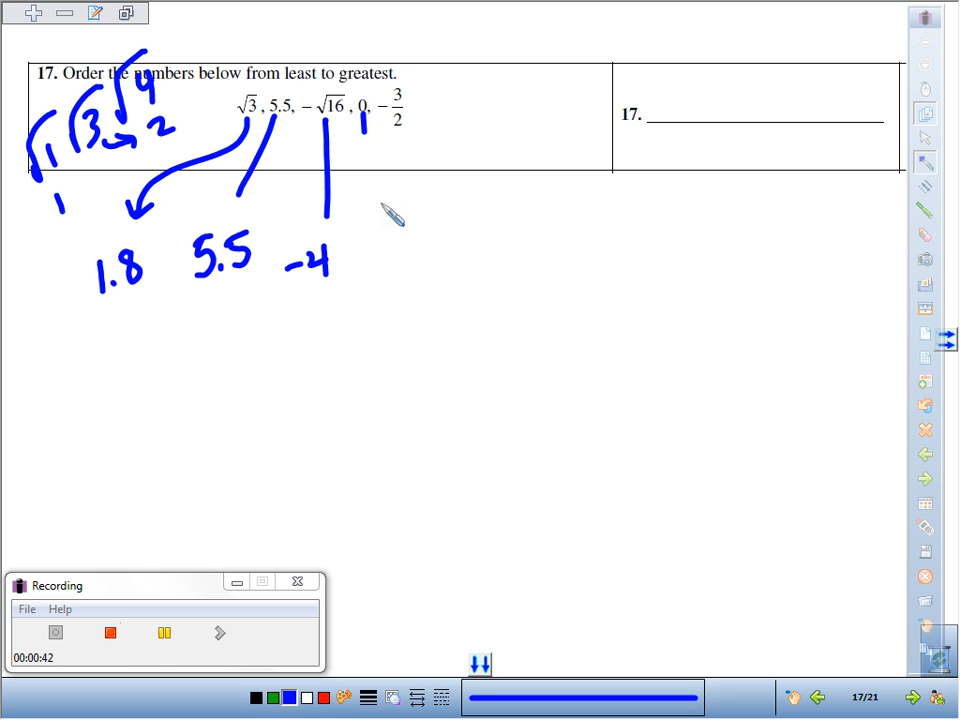 17. Order the numbers below from least to greatest.
√3, 5.5, −√16, 0, −3/2
17. ____________________
√1 √3 √4
1 → 2
1.8 5.5 -4
Recording
File Help
00:00:42
17/21